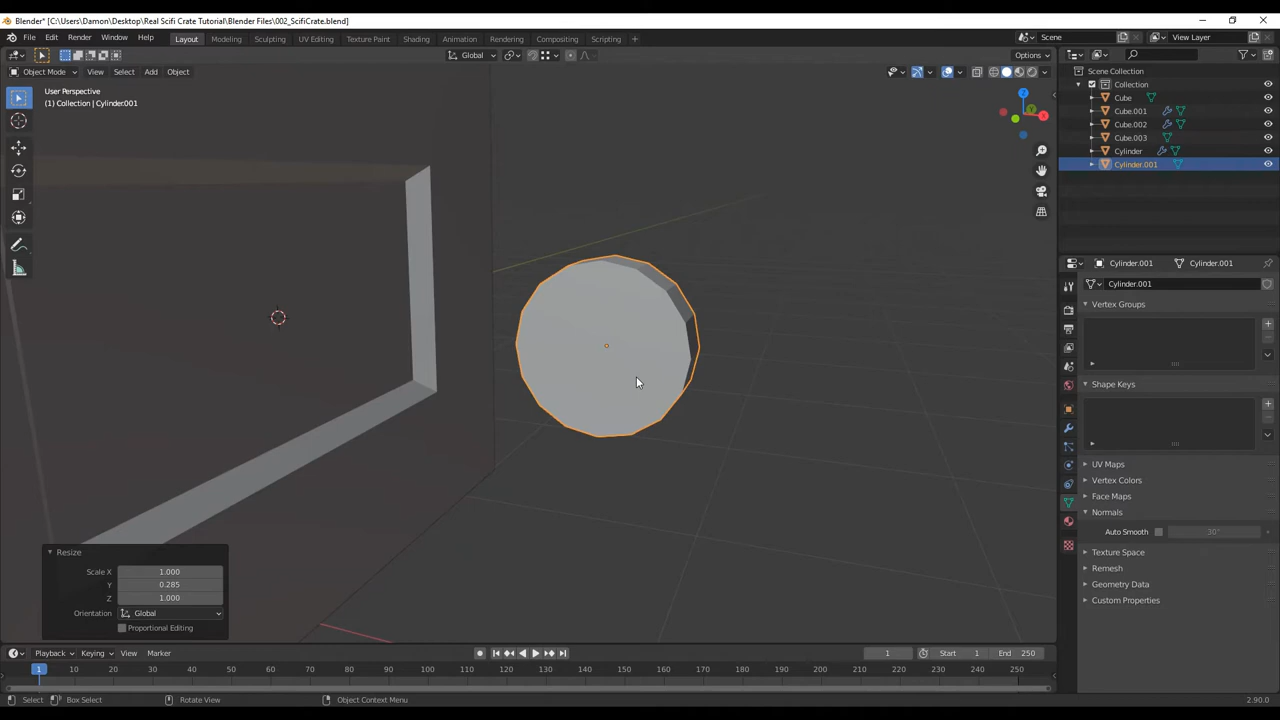 Blender* [C:\Users\Damon\Desktop\Real Scifi Crate Tutorial\Blender Files\002_ScifiCrate.blend]
File Edit Render Window Help Layout Modeling Sculpting UV Editing Texture Paint Shading Animation Rendering Compositing Scripting Scene View Layer
Global Options
Object Mode View Select Add Object Scene Collection
Collection
User Perspective
(1) Collection | Cylinder.001
Cube
Cube.001
Cube.002
Cube.003
Cylinder
Cylinder.001
Z
Y
X
Cylinder.001 Cylinder.001
Cylinder.001
Vertex Groups
Shape Keys
UV Maps
Vertex Colors
Face Maps
Normals
Auto Smooth 30°
Texture Space
Remesh
Geometry Data
Custom Properties
Resize
Scale X 1.000
Y 0.285
Z 1.000
Orientation Global
Proportional Editing
Playback Keying View Marker 1 Start 1 End 250
1 10 20 30 40 50 60 70 80 90 100 110 120 130 140 150 160 170 180 190 200 210 220 230 240 250
Select Box Select Rotate View Object Context Menu 2.90.0